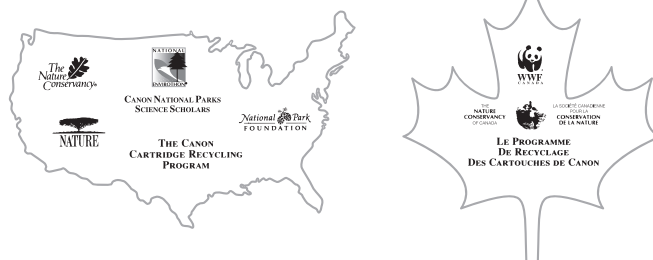 The
Nature
Conservancy®
NATIONAL
ENVIROTHON
CANON NATIONAL PARKS
SCIENCE SCHOLARS
National Park
FOUNDATION
NATURE
THE CANON
CARTRIDGE RECYCLING
PROGRAM
WWF
CANADA
THE
NATURE
CONSERVANCY
OF CANADA
LA SOCIÉTÉ CANADIENNE
POUR LA
CONSERVATION
DE LA NATURE
LE PROGRAMME
DE RECYCLAGE
DES CARTOUCHES DE CANON